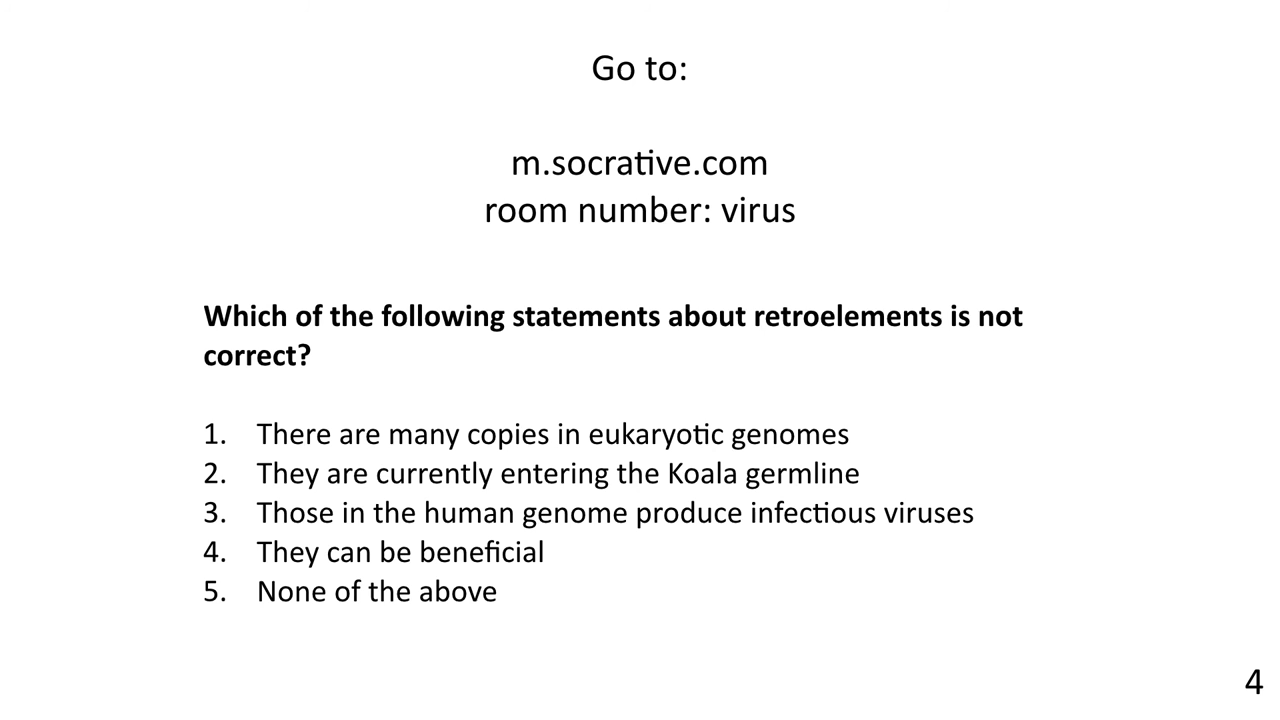 Go to:
m.socrative.com
room number: virus
Which of the following statements about retroelements is not
correct?
1. There are many copies in eukaryotic genomes
2. They are currently entering the Koala germline
3. Those in the human genome produce infectious viruses
4. They can be beneficial
5. None of the above
4